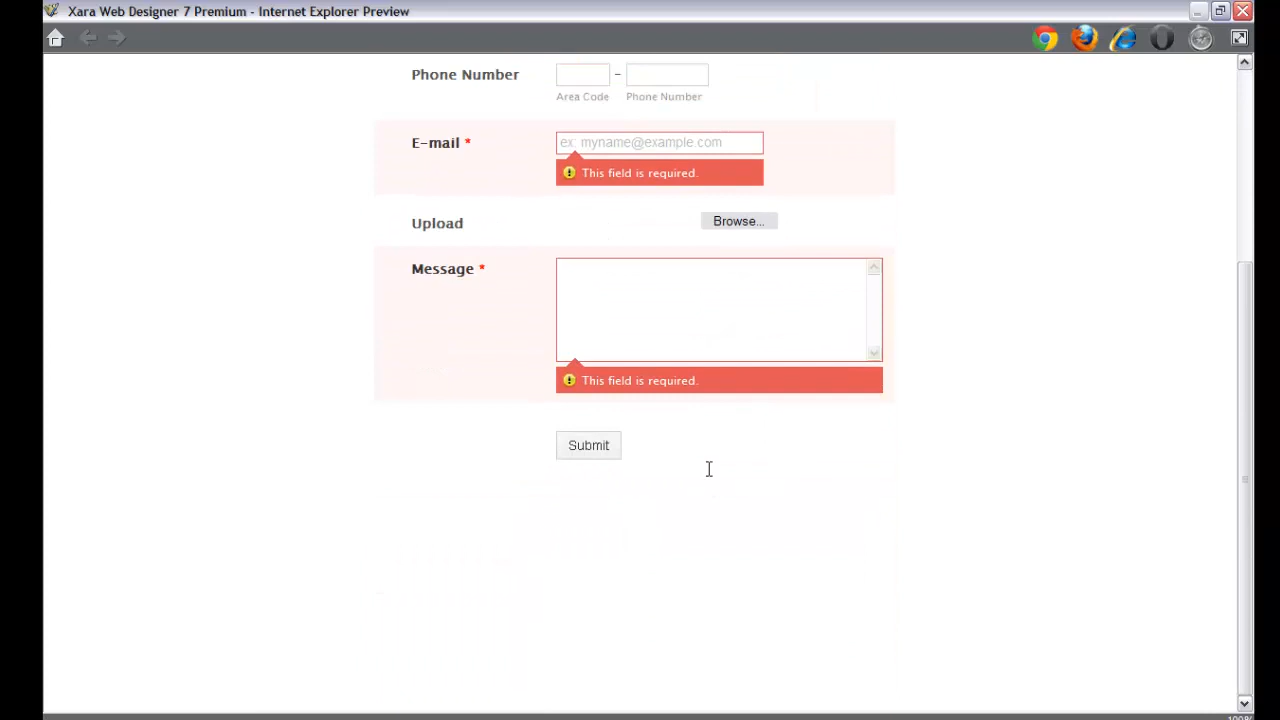 Xara Web Designer 7 Premium - Internet Explorer Preview
Phone Number
–
Area Code
Phone Number
E-mail *
ex: myname@example.com
This field is required.
Upload
Browse...
Message *
This field is required.
Submit